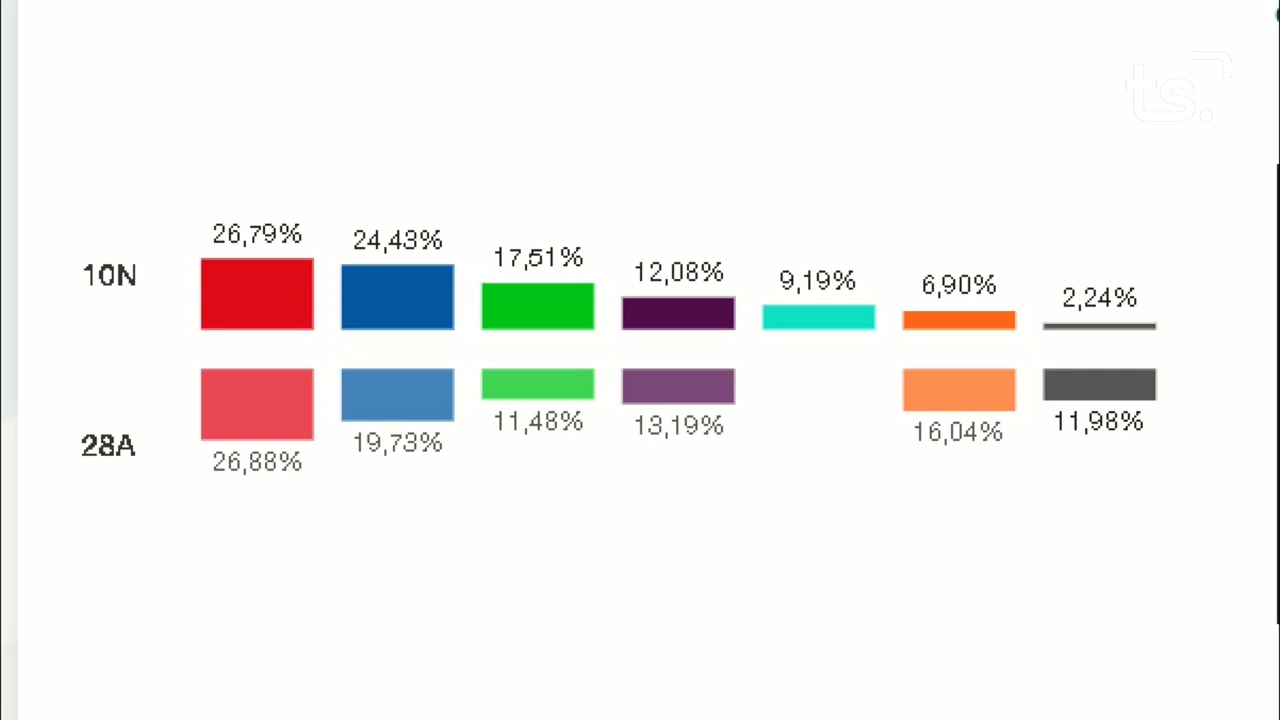 ts.
26,79% 24,43% 17,51% 12,08% 9,19% 6,90% 2,24%
10N
28A
26,88% 19,73% 11,48% 13,19% 16,04% 11,98%